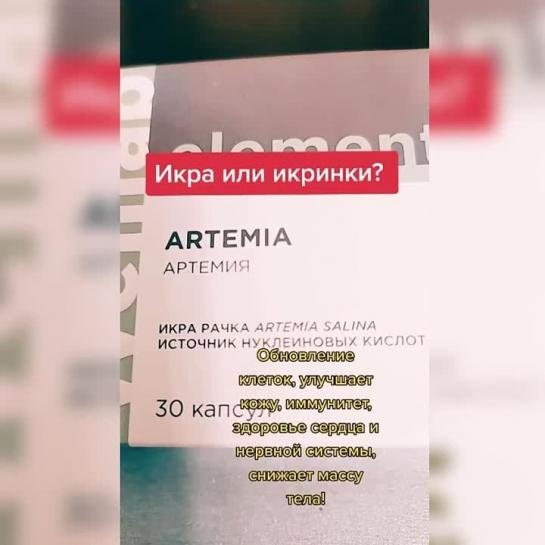 element
Икра или икринки?
ARTEMIA
АРТЕМИЯ
ИКРА РАЧКА ARTEMIA SALINA
ИСТОЧНИК НУКЛЕИНОВЫХ КИСЛОТ
30 капсул
Обновление
клеток, улучшает
кожу, иммунитет,
здоровье сердца и
нервной системы,
снижает массу
тела!